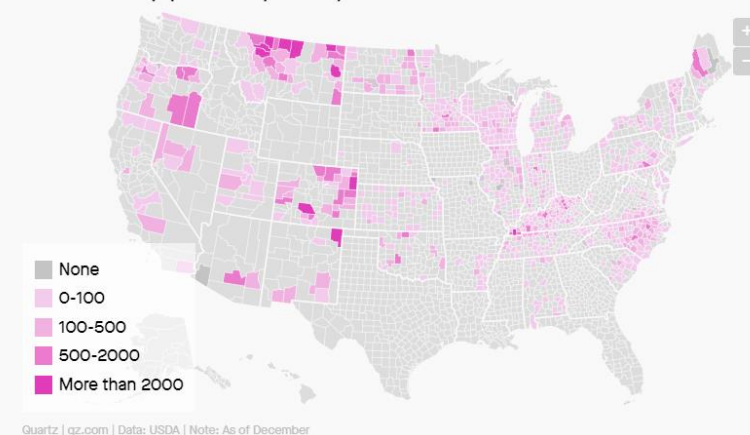 +
−
None
0-100
100-500
500-2000
More than 2000
Quartz | qz.com | Data: USDA | Note: As of December